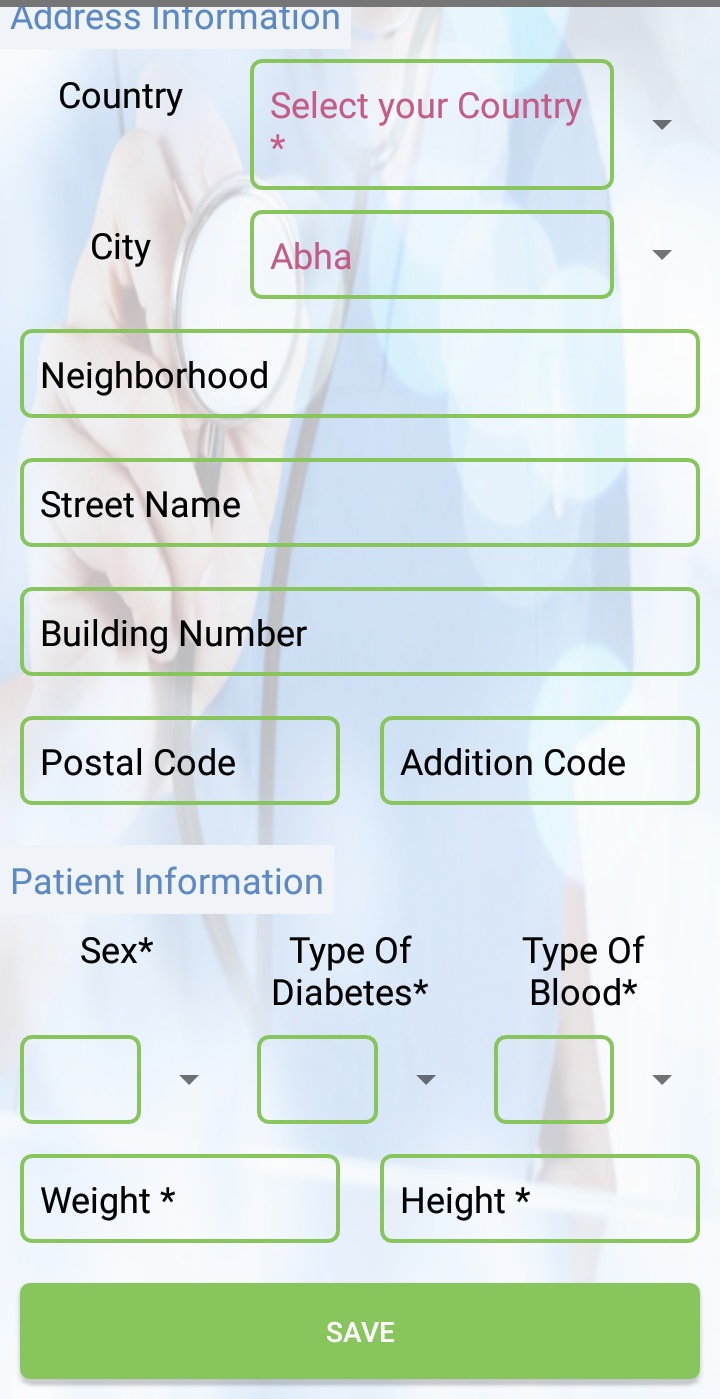 Address Information
Country
Select your Country
*
City
Abha
Neighborhood
Street Name
Building Number
Postal Code
Addition Code
Patient Information
Sex*
Type Of
Diabetes*
Type Of
Blood*
Weight *
Height *
SAVE